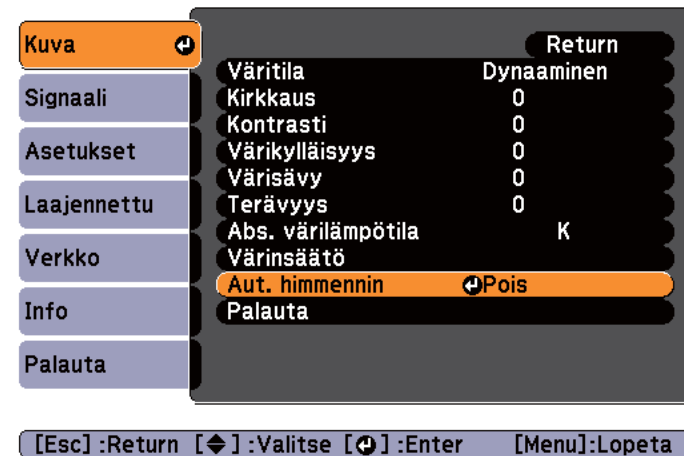 Kuva
Signaali
Asetukset
Laajennettu
Verkko
Info
Palauta
Return
Väritila Dynaaminen
Kirkkaus 0
Kontrasti 0
Värikylläisyys 0
Värisävy 0
Terävyys 0
Abs. värilämpötila K
Värinsäätö
Aut. himmennin Pois
Palauta
[Esc] :Return [◆] :Valitse [↵] :Enter [Menu]:Lopeta